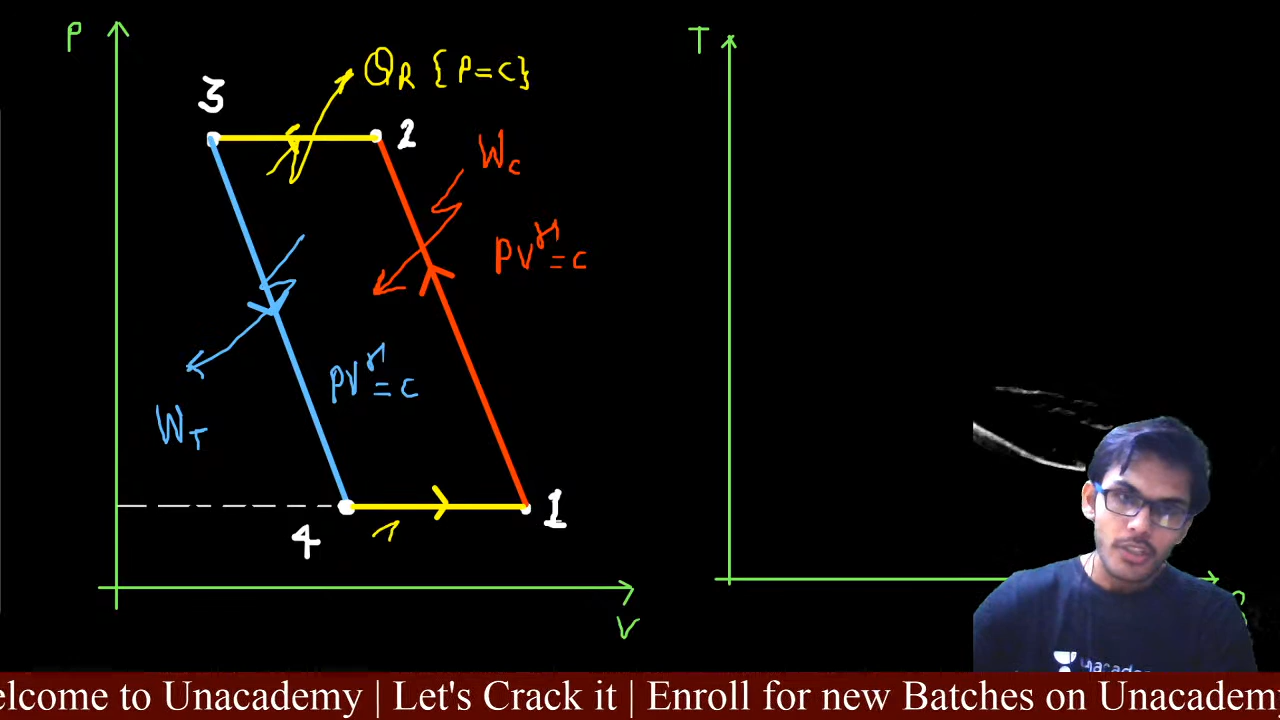 P
T
Q_R {P=C}
3
2
W_C
PV^γ=C
PV^γ=C
W_T
4
1
V
elcome to Unacademy | Let's Crack it | Enroll for new Batches on Unacadem